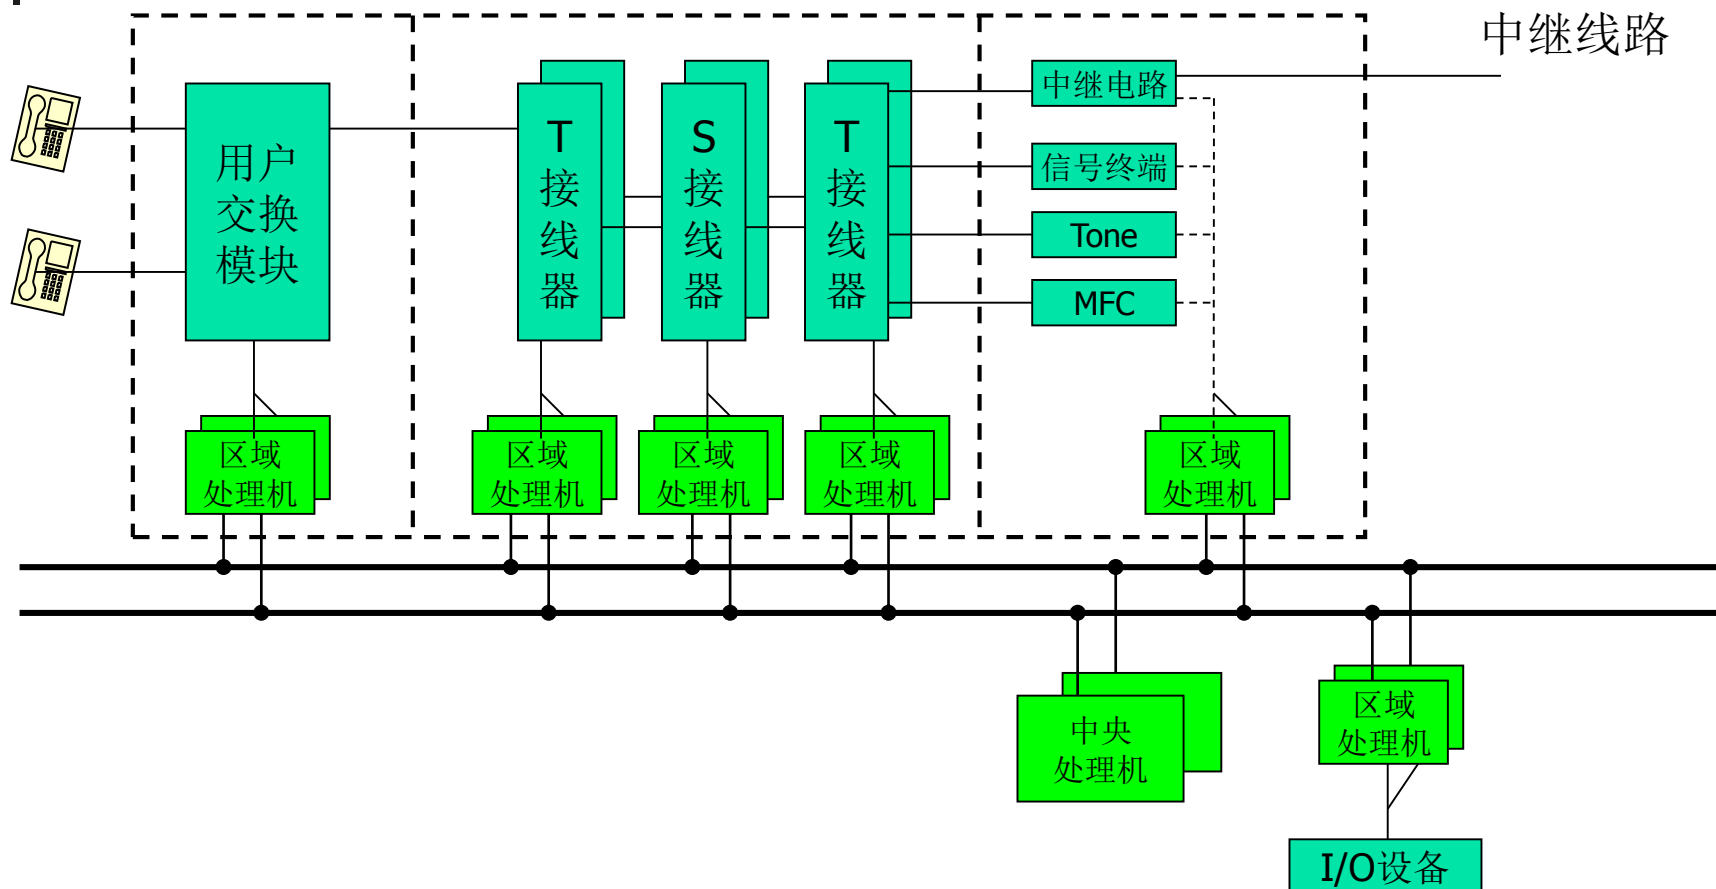 中继线路
用户
交换
模块
T
接
线
器
S
接
线
器
T
接
线
器
中继电路
信号终端
Tone
MFC
区域
处理机
区域
处理机
区域
处理机
区域
处理机
区域
处理机
中央
处理机
区域
处理机
I/O设备